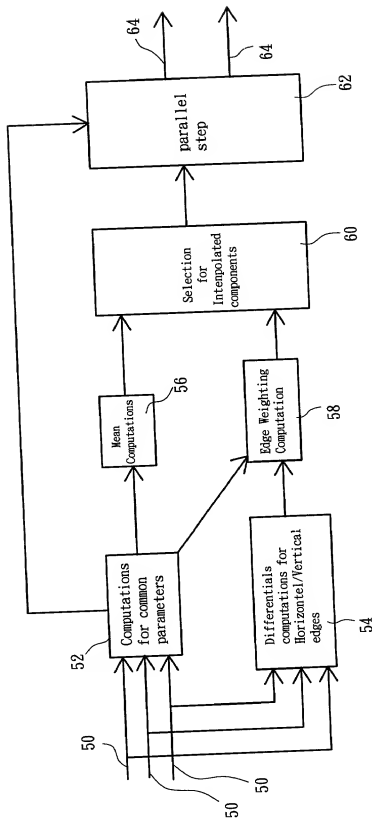 50
50
50
52
Computations
for common
parameters
54
Differentials
computations for
Horizontel/Vertical
edges
Mean
Computations
56
Edge Weighting
Computation
58
Selection
for
Intenpolated
components
60
parallel
step
62
64
64